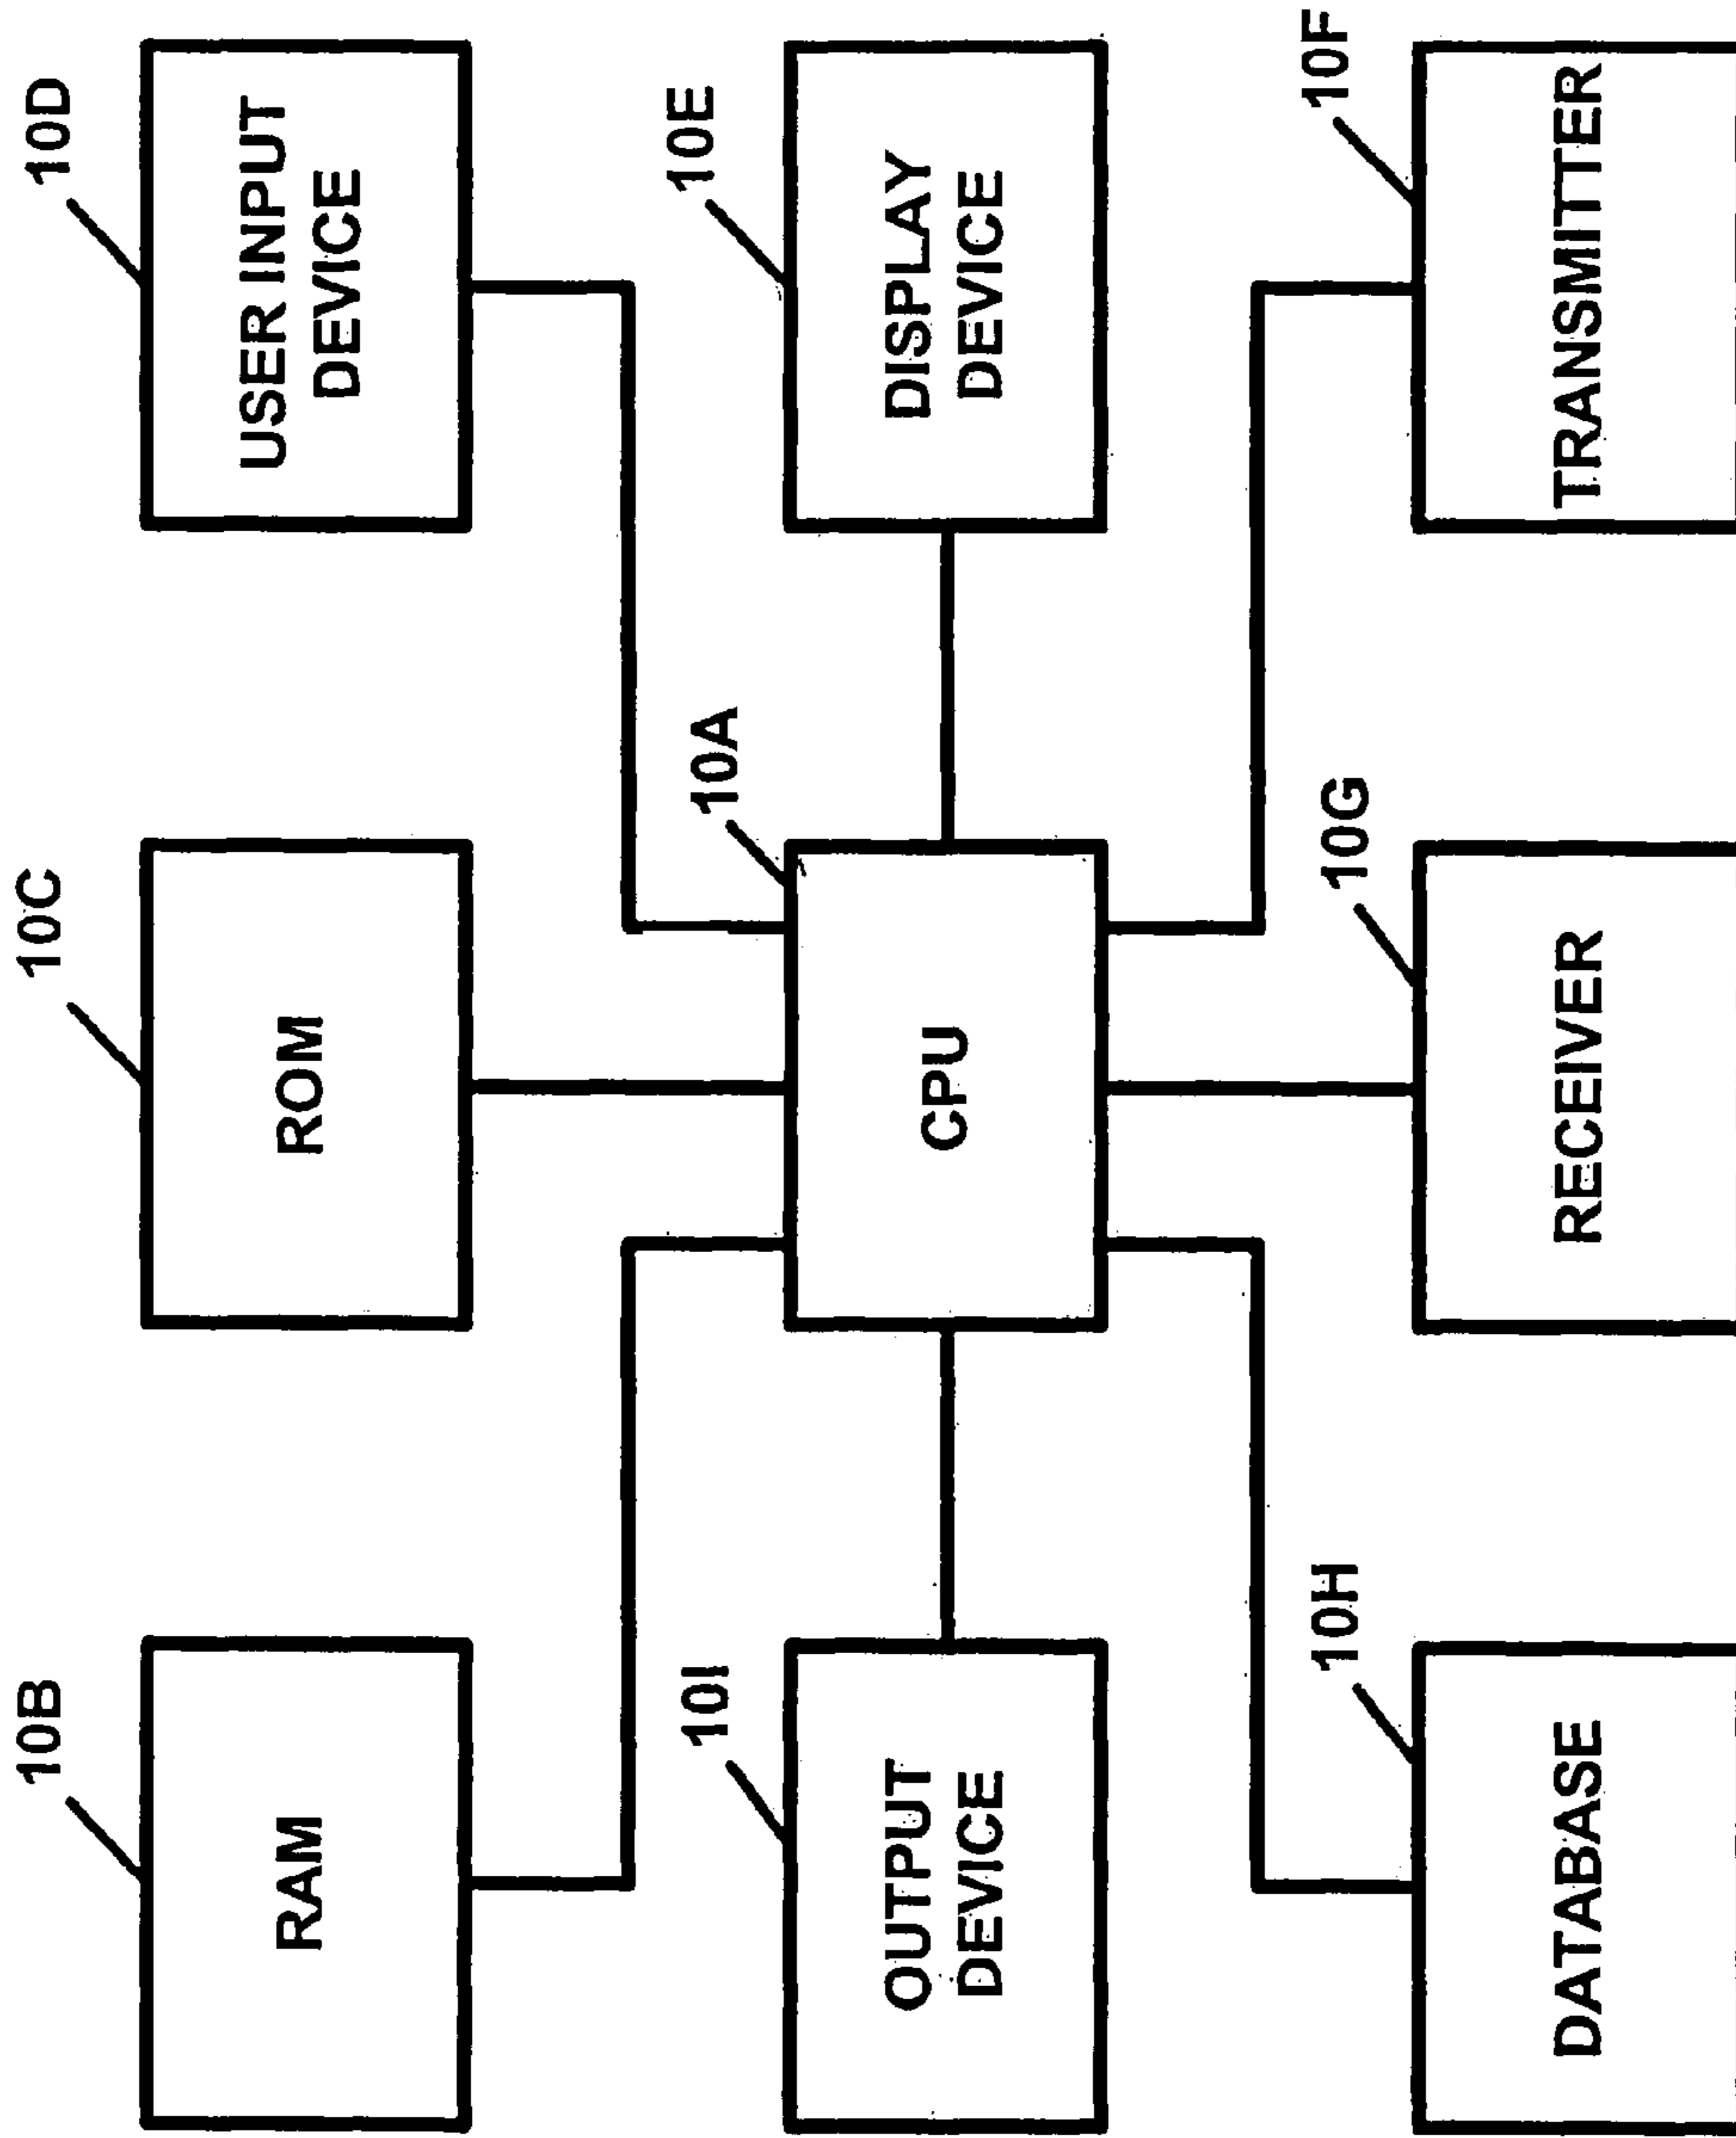 10B
RAM
10C
ROM
10D
USER INPUT
DEVICE
10I
OUTPUT
DEVICE
10A
CPU
10E
DISPLAY
DEVICE
10H
DATABASE
10G
RECEIVER
10F
TRANSMITTER